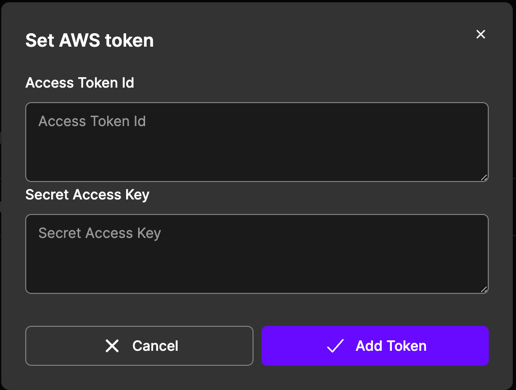 Set AWS token
Access Token Id
Access Token Id
Secret Access Key
Secret Access Key
Cancel
Add Token